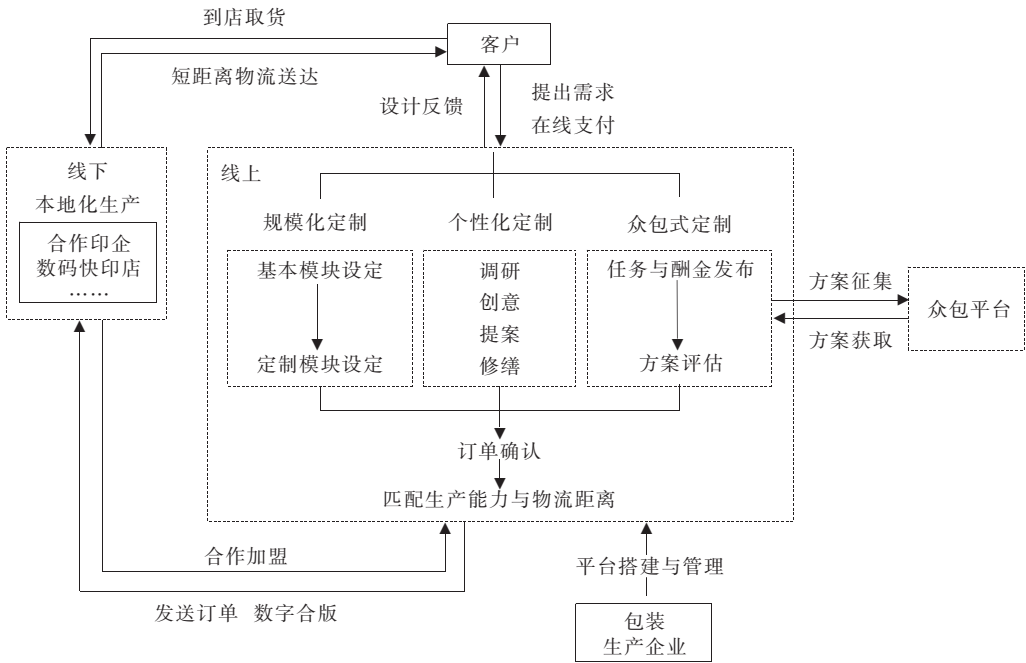 到店取货
客户
短距离物流送达
设计反馈
提出需求
在线支付
线下
本地化生产
合作印企
数码快印店
……
线上
规模化定制
个性化定制
众包式定制
基本模块设定
定制模块设定
调研
创意
提案
修缮
任务与酬金发布
方案评估
方案征集
方案获取
众包平台
订单确认
匹配生产能力与物流距离
合作加盟
发送订单 数字合版
平台搭建与管理
包装
生产企业